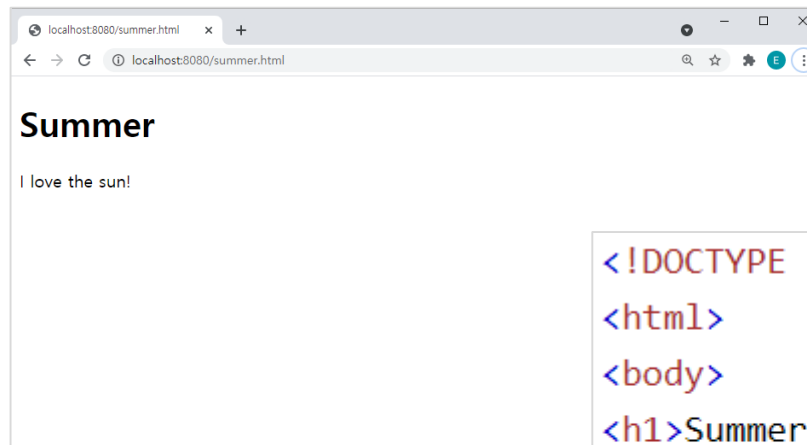 localhost:8080/summer.html
localhost:8080/summer.html
E
Summer
I love the sun!
<!DOCTYPE
<html>
<body>
<h1>Summer